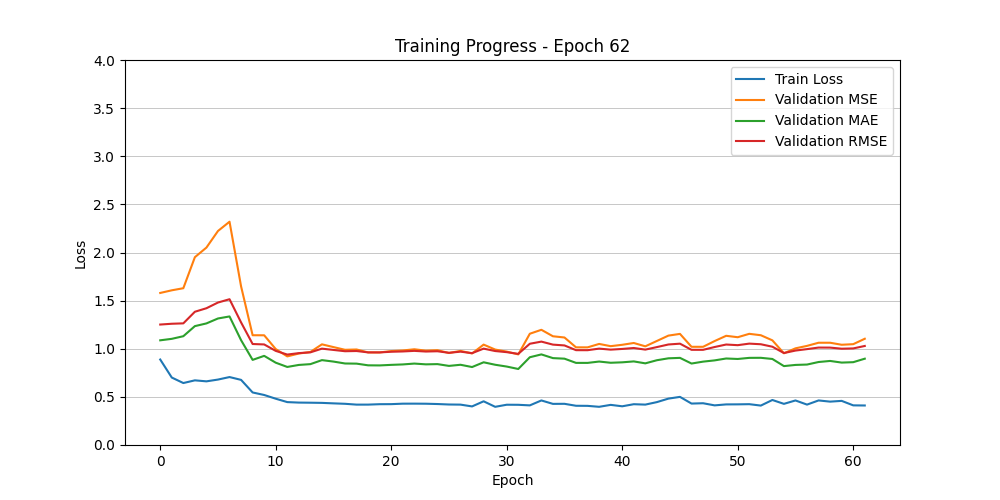 Training Progress - Epoch 62
4.0
3.5
3.0
2.5
2.0
1.5
1.0
0.5
0.0
Loss
Train Loss
Validation MSE
Validation MAE
Validation RMSE
0 10 20 30 40 50 60
Epoch